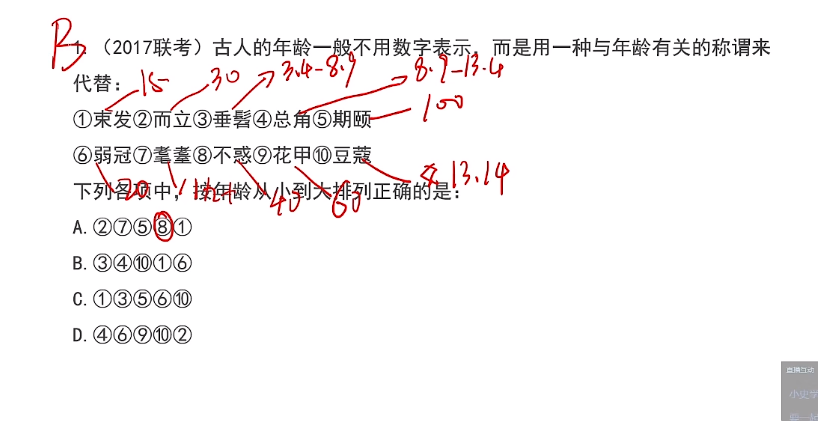 B
1. （2017联考）古人的年龄一般不用数字表示，而是用一种与年龄有关的称谓来
代替：
15 30 3.4-8.9 8.9-13.4
①束发②而立③垂髫④总角⑤期颐
100
⑥弱冠⑦耄耋⑧不惑⑨花甲⑩豆蔻
13.14
下列各项中，按年龄从小到大排列正确的是：
20 40 60
A. ②⑦⑤⑧①
B. ③④⑩①⑥
C. ①③⑤⑥⑩
D. ④⑥⑨⑩②
直播互动
小史学